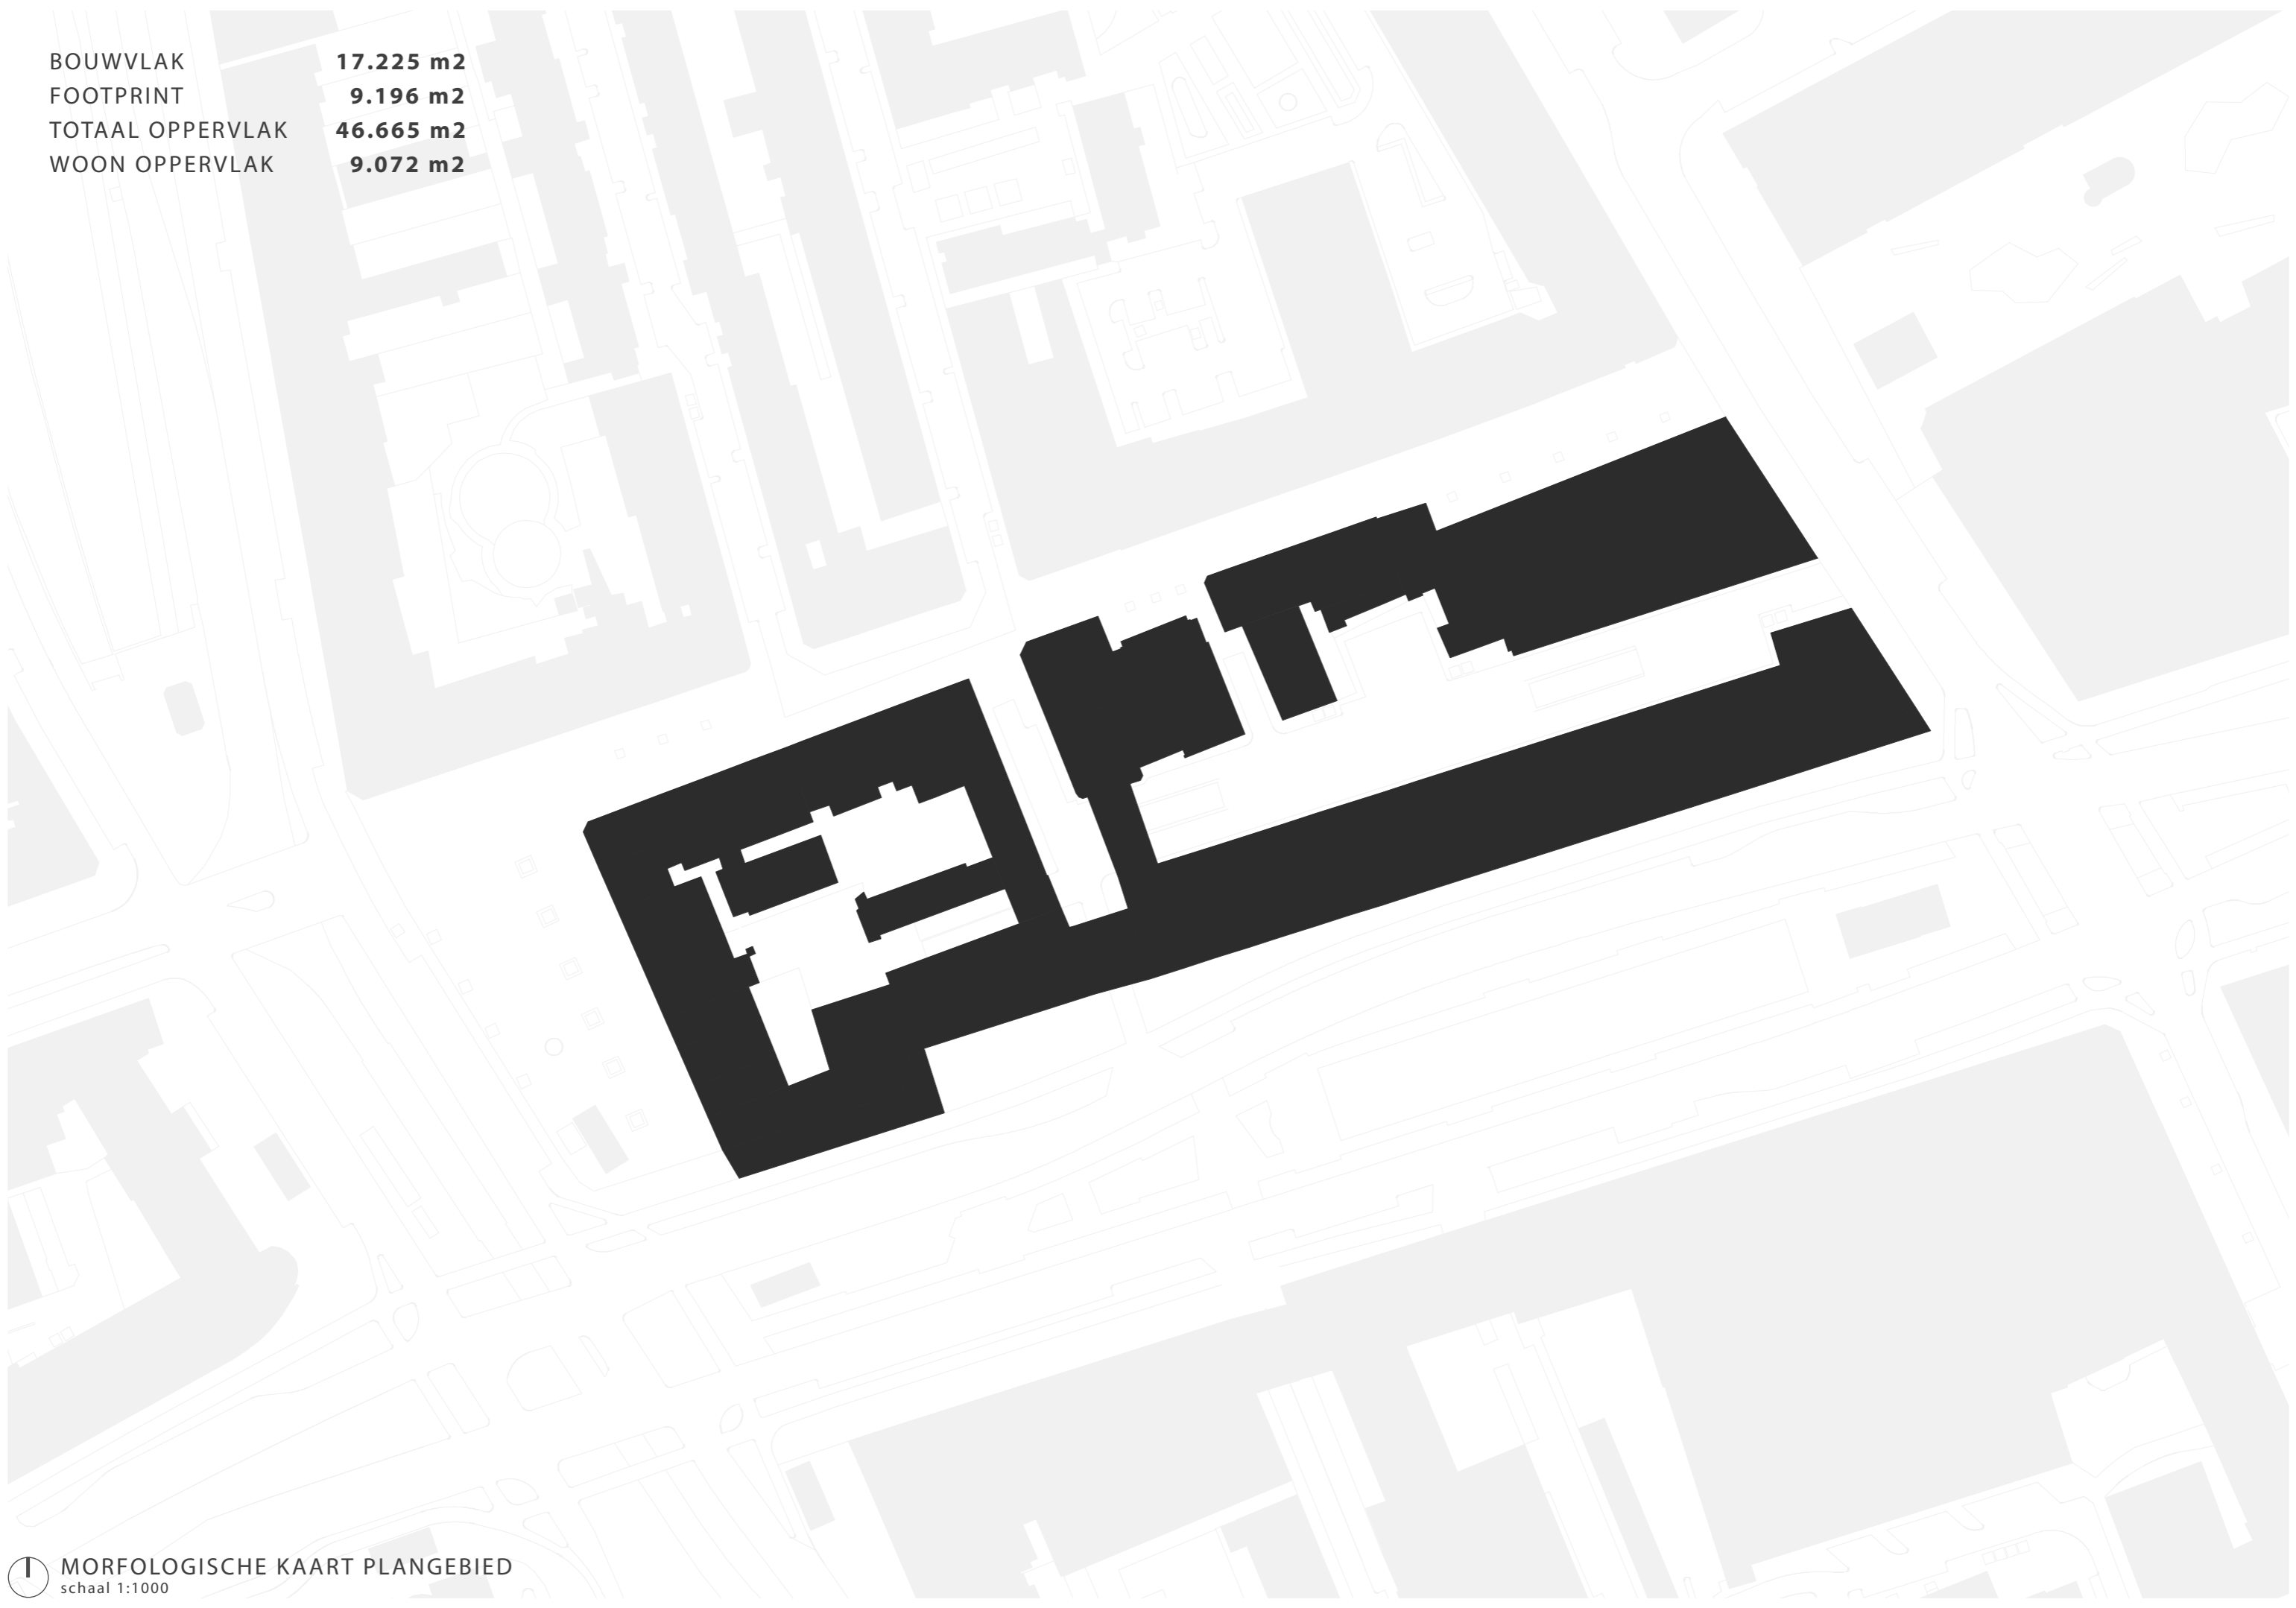 BOUWVLAK 17.225 m2
FOOTPRINT 9.196 m2
TOTAAL OPPERVLAK 46.665 m2
WOON OPPERVLAK 9.072 m2
MORFOLOGISCHE KAART PLANGEBIED
schaal 1:1000